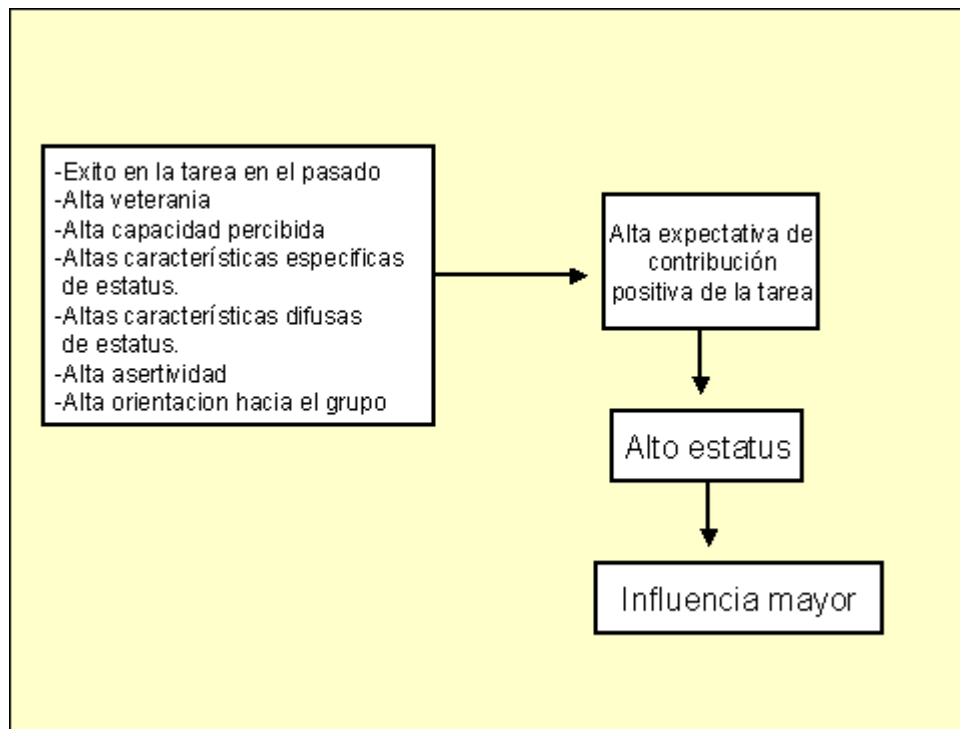 -Exito en la tarea en el pasado
-Alta veterania
-Alta capacidad percibida
-Altas características específicas
de estatus.
-Altas características difusas
de estatus.
-Alta asertividad
-Alta orientacion hacia el grupo
Alta expectativa de
contribución
positiva de la tarea
Alto estatus
Influencia mayor